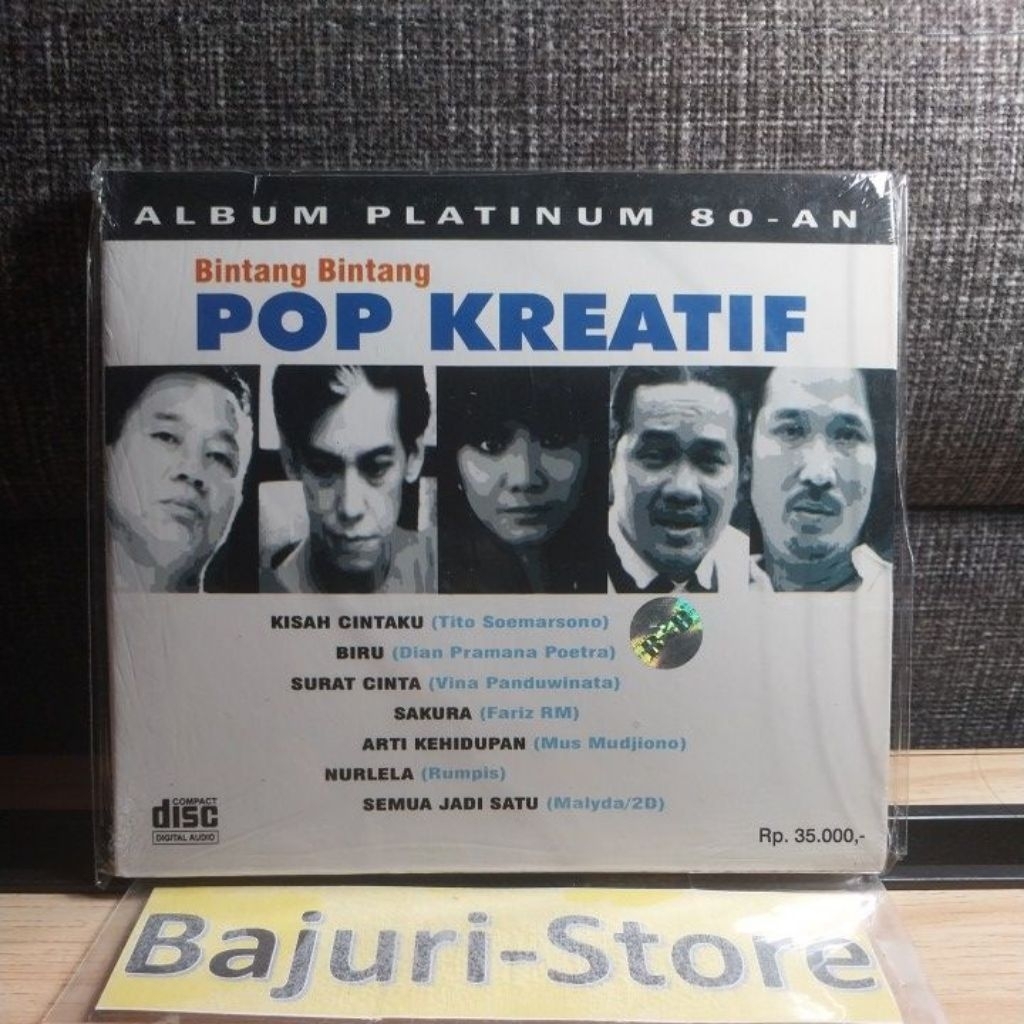 ALBUM PLATINUM 80-AN
Bintang Bintang
POP KREATIF
KISAH CINTAKU (Tito Soemarsono)
BIRU (Dian Pramana Poetra)
SURAT CINTA (Vina Panduwinata)
SAKURA (Fariz RM)
ARTI KEHIDUPAN (Mus Mudjiono)
NURLELA (Rumpis)
SEMUA JADI SATU (Malyda/2D)
COMPACT
disc
DIGITAL AUDIO
Rp. 35.000,-
Bajuri-Store